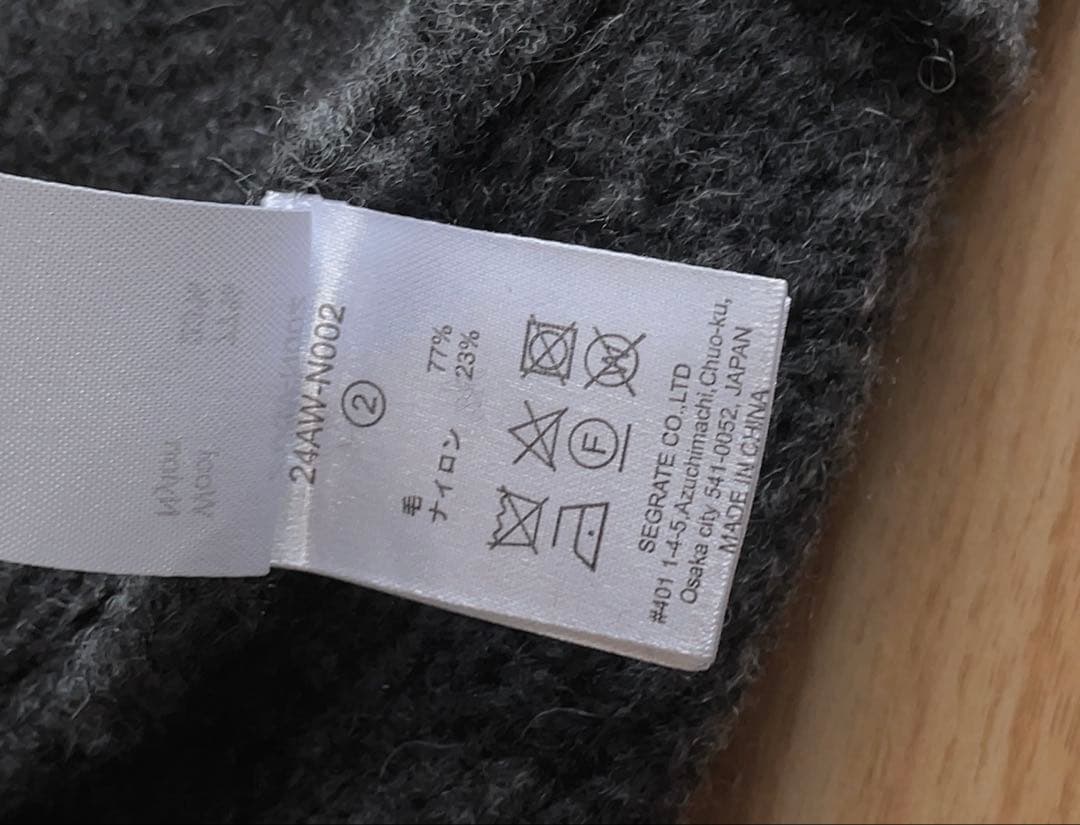 24AW-N002
②
毛 77%
ナイロン 23%
W
F
SEGRATE CO.,LTD
#401 1-4-5,Azuchimachi,Chuo-ku,
Osaka city 541-0052, JAPAN
MADE IN CHINA